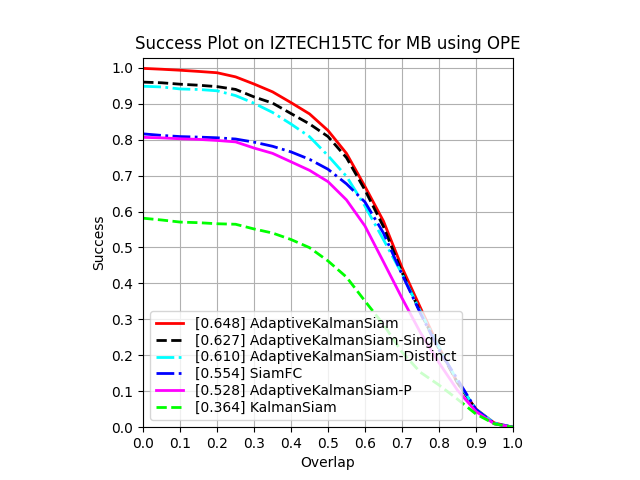 Success Plot on IZTECH15TC for MB using OPE
1.0
0.9
0.8
0.7
0.6
0.5
0.4
0.3
0.2
0.1
0.0
Success
[0.648] AdaptiveKalmanSiam
[0.627] AdaptiveKalmanSiam-Single
[0.610] AdaptiveKalmanSiam-Distinct
[0.554] SiamFC
[0.528] AdaptiveKalmanSiam-P
[0.364] KalmanSiam
0.0 0.1 0.2 0.3 0.4 0.5 0.6 0.7 0.8 0.9 1.0
Overlap